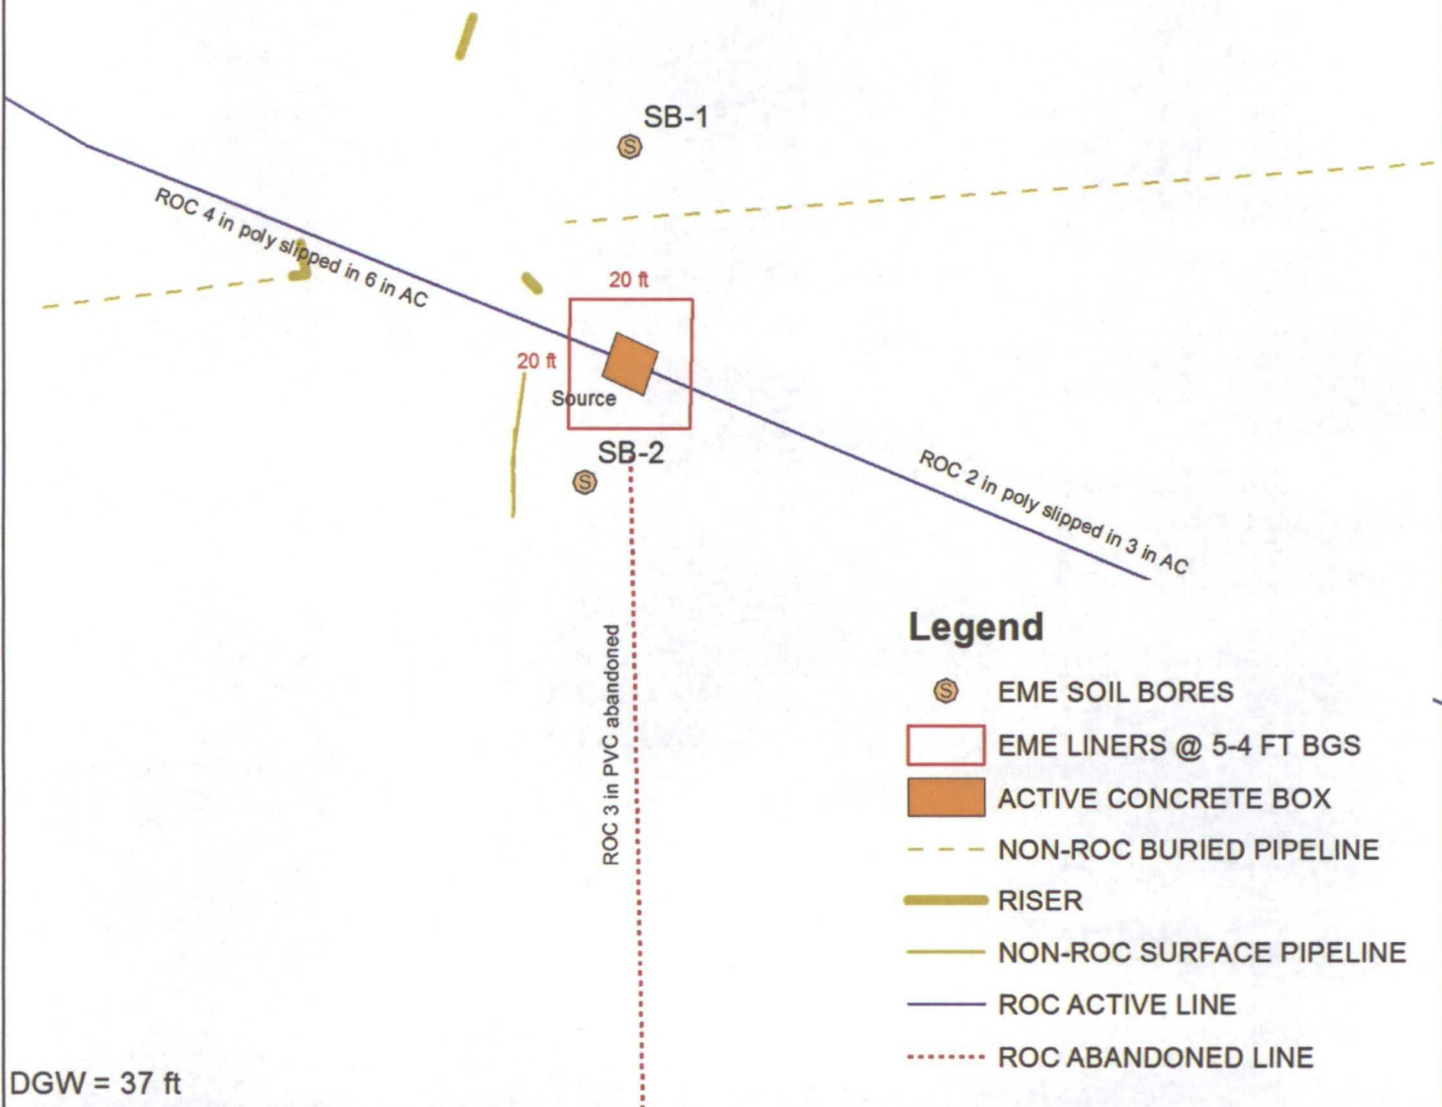 SB-1
ROC 4 in poly slipped in 6 in AC
20 ft
20 ft
Source
SB-2
ROC 2 in poly slipped in 3 in AC
ROC 3 in PVC abandoned
Legend
S EME SOIL BORES
EME LINERS @ 5-4 FT BGS
ACTIVE CONCRETE BOX
NON-ROC BURIED PIPELINE
RISER
NON-ROC SURFACE PIPELINE
ROC ACTIVE LINE
ROC ABANDONED LINE
DGW = 37 ft